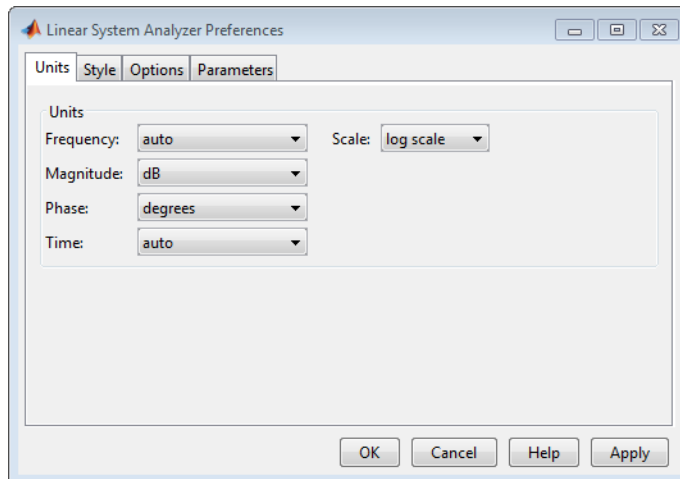 Linear System Analyzer Preferences
Units Style Options Parameters
Units
Frequency: auto Scale: log scale
Magnitude: dB
Phase: degrees
Time: auto
OK Cancel Help Apply